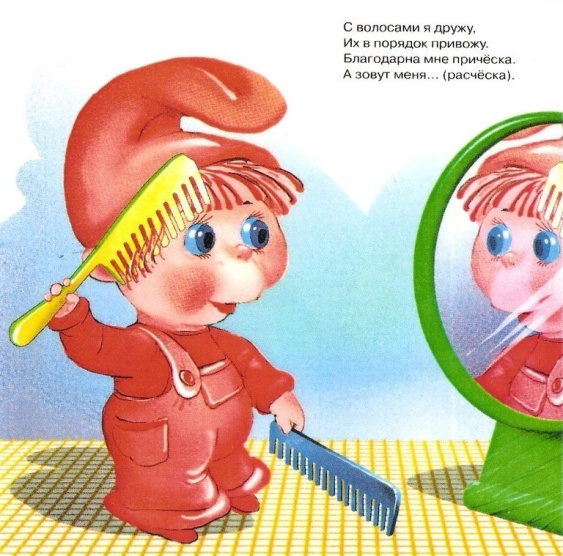 С волосами я дружу,
Их в порядок привожу.
Благодарна мне причёска.
А зовут меня... (расчёска).